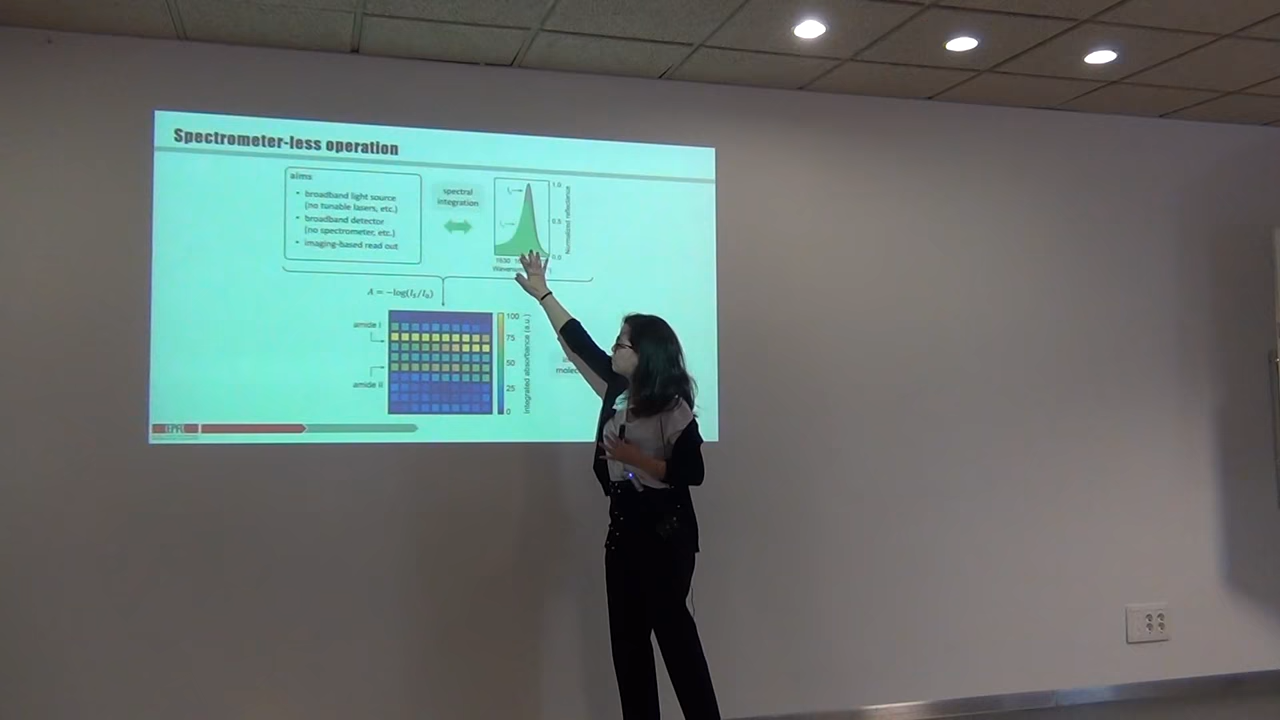 Spectrometer-less operation
aims
• broadband light source
(no tunable lasers, etc.)
• broadband detector
(no spectrometer, etc.)
• imaging-based read out
spectral
integration
1.0
0.5
0.0
Normalized reflectance
1930
A = −log(I_S/I_0)
amide I
amide II
100
75
50
25
0
Integrated absorbance (a.u.)